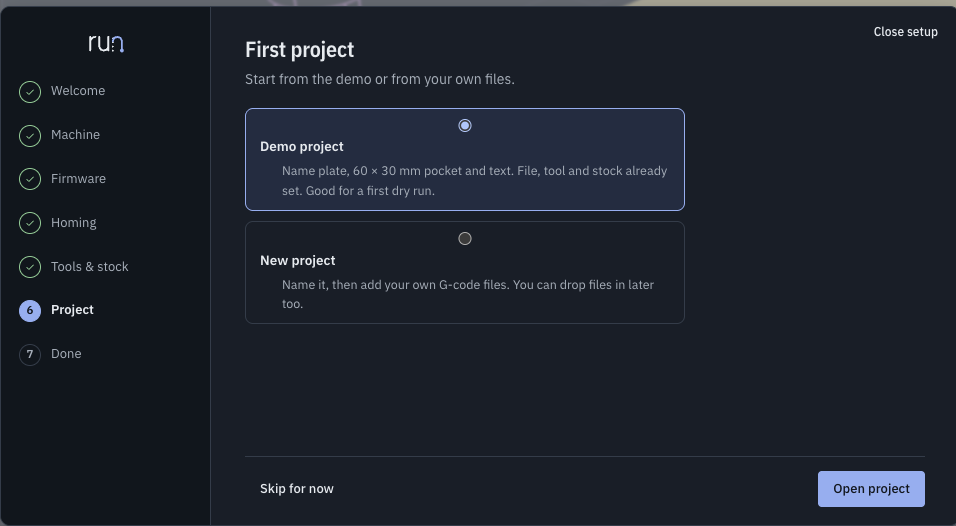 run
Close setup
Welcome
Machine
Firmware
Homing
Tools & stock
6 Project
7 Done
First project
Start from the demo or from your own files.
Demo project
Name plate, 60 × 30 mm pocket and text. File, tool and stock already
set. Good for a first dry run.
New project
Name it, then add your own G-code files. You can drop files in later
too.
Skip for now
Open project